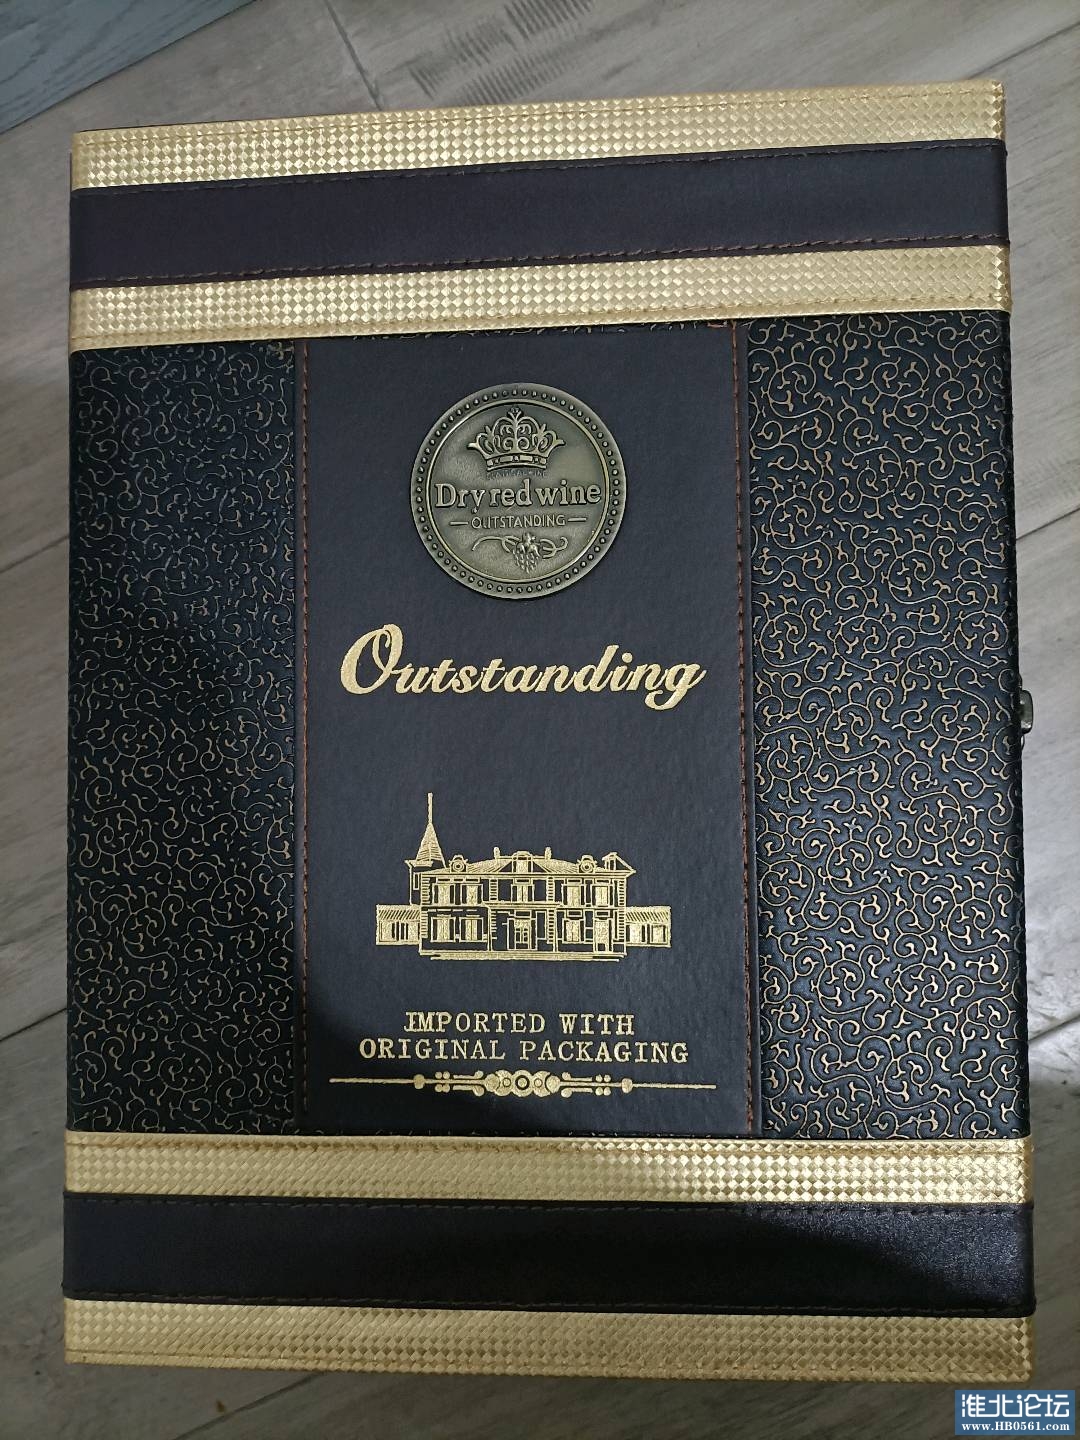 Dry red wine
OUTSTANDING
Outstanding
IMPORTED WITH
ORIGINAL PACKAGING
淮北论坛
www.HB0561.com